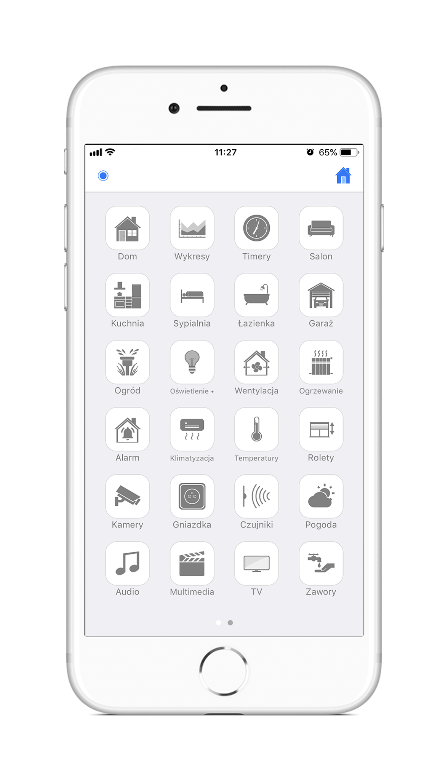 11:27 65%
Dom Wykresy Timery Salon
Kuchnia Sypialnia Łazienka Garaż
Ogród Oświetlenie + Wentylacja Ogrzewanie
Alarm Klimatyzacja Temperatury Rolety
Kamery Gniazdka Czujniki Pogoda
Audio Multimedia TV Zawory